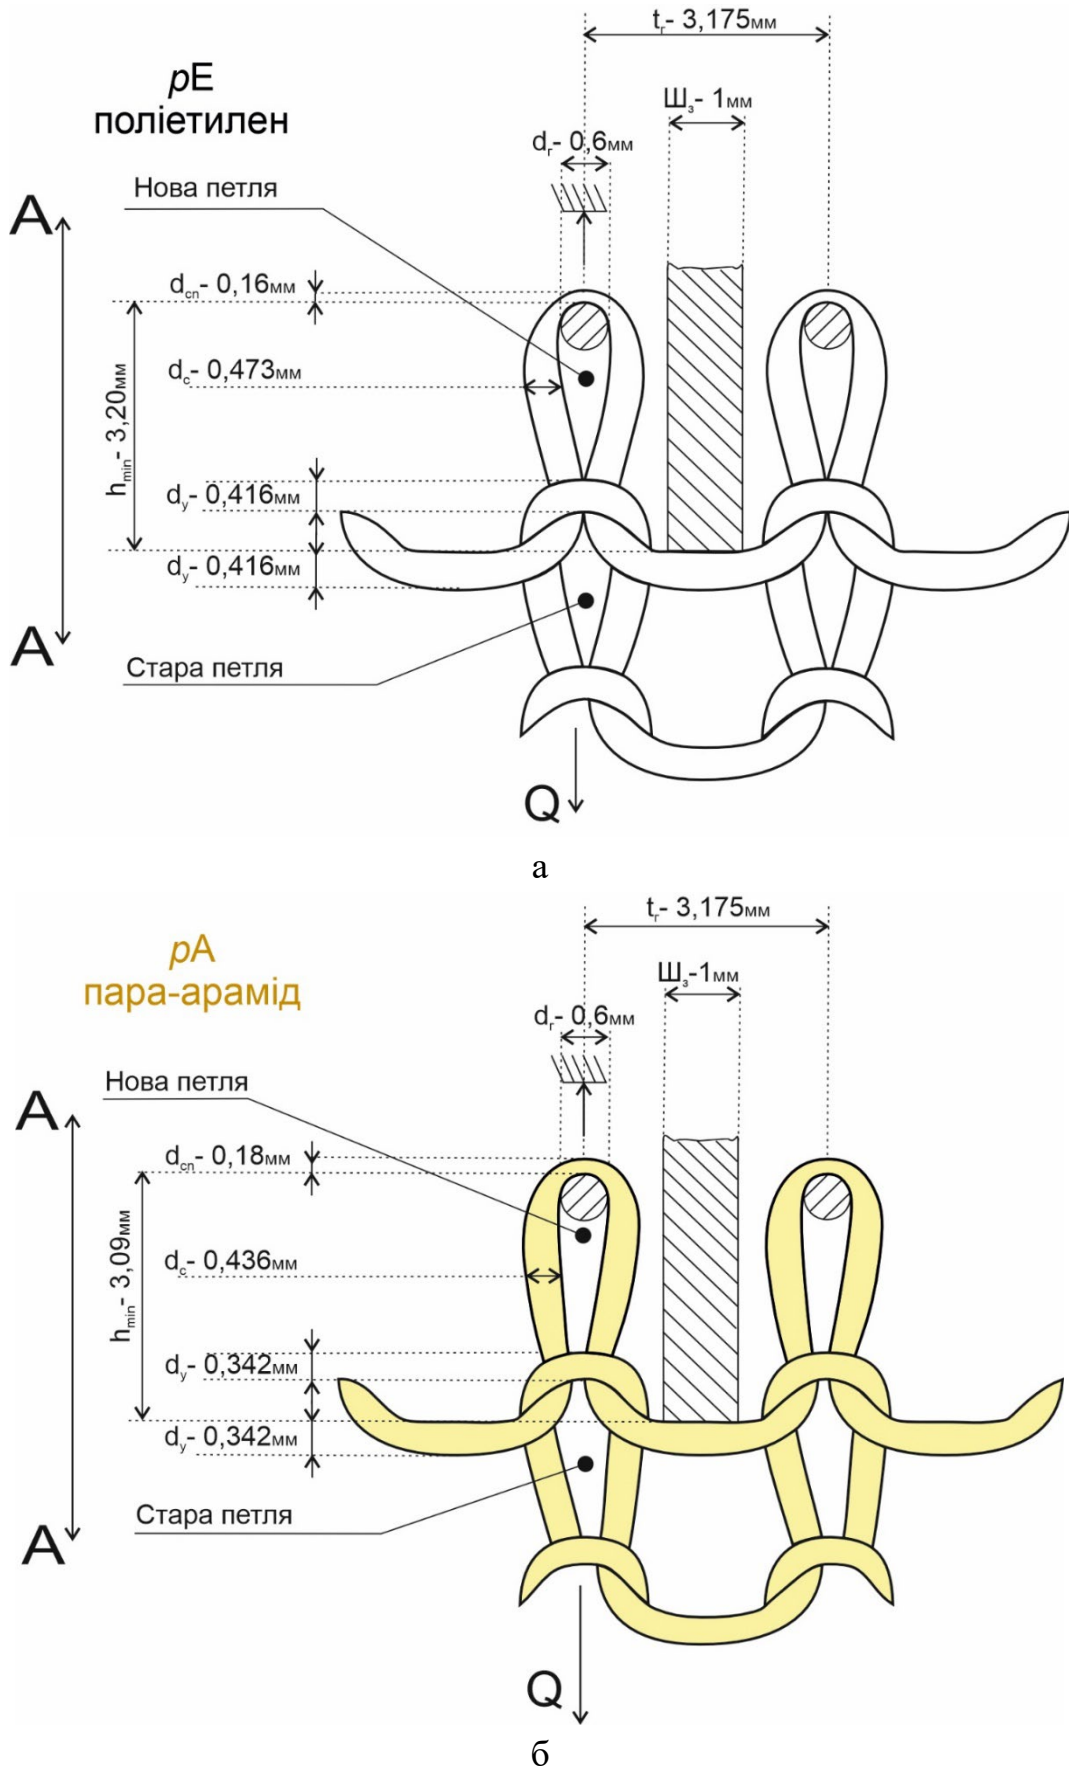 tг- 3,175мм
pЕ
поліетилен
Шз- 1мм
dг- 0,6мм
Нова петля
А
dсп- 0,16мм
dс- 0,473мм
hmin- 3,20мм
dу- 0,416мм
dу- 0,416мм
А
Стара петля
Q
а
tг- 3,175мм
pА
пара-арамід
Шз-1мм
dг- 0,6мм
Нова петля
А
dсп- 0,18мм
dс- 0,436мм
hmin- 3,09мм
dу- 0,342мм
dу- 0,342мм
Стара петля
А
Q
б